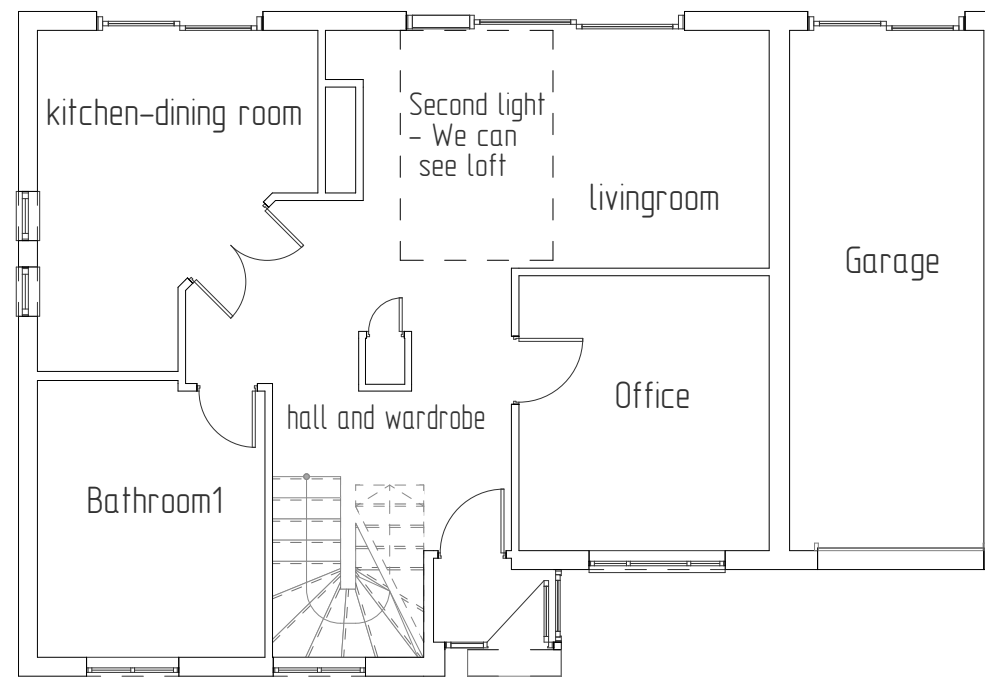 kitchen-dining room
Second light
- We can
see loft
livingroom
Garage
Office
hall and wardrobe
Bathroom1